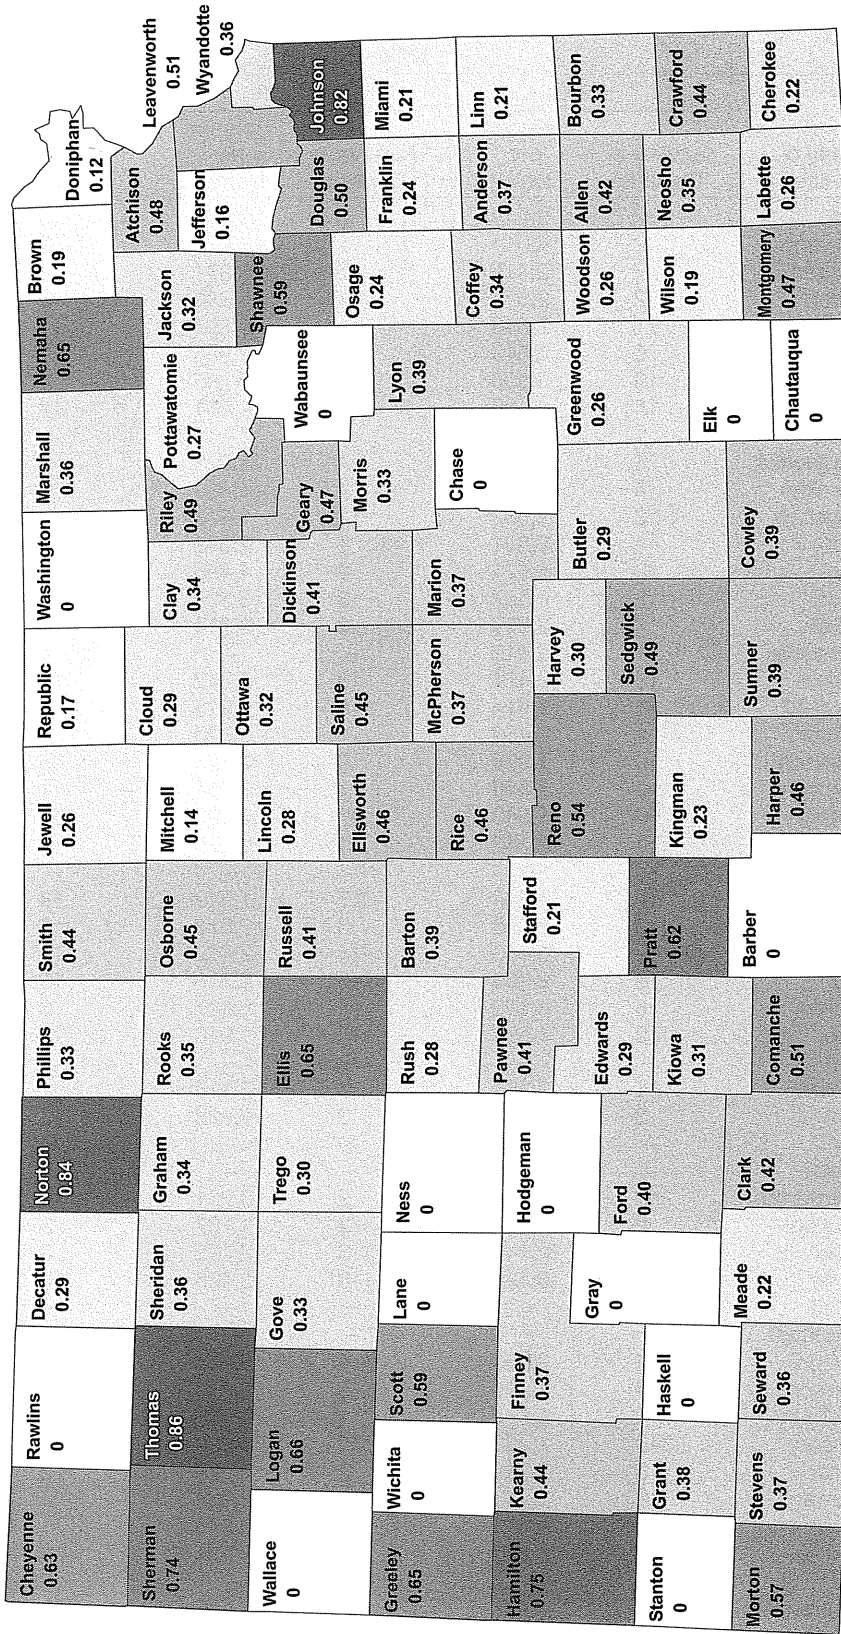 Cheyenne
0.63
Rawlins
0
Decatur
0.29
Norton
0.84
Phillips
0.33
Smith
0.44
Jewell
0.26
Republic
0.17
Washington
0
Marshall
0.36
Nemaha
0.65
Brown
0.19
Doniphan
0.12
Sherman
0.74
Thomas
0.86
Sheridan
0.36
Graham
0.34
Rooks
0.35
Osborne
0.45
Mitchell
0.14
Cloud
0.29
Clay
0.34
Riley
0.49
Pottawatomie
0.27
Jackson
0.32
Atchison
0.48
Jefferson
0.16
Leavenworth
0.51
Wyandotte
0.36
Wallace
0
Logan
0.66
Gove
0.33
Trego
0.30
Ellis
0.65
Russell
0.41
Lincoln
0.28
Ottawa
0.32
Saline
0.45
Dickinson
0.41
Geary
0.47
Wabaunsee
0
Shawnee
0.59
Douglas
0.50
Johnson
0.82
Ellsworth
0.46
Morris
0.33
Osage
0.24
Franklin
0.24
Miami
0.21
Greeley
0.65
Wichita
0
Scott
0.59
Lane
0
Ness
0
Rush
0.28
Barton
0.39
Rice
0.46
McPherson
0.37
Marion
0.37
Chase
0
Lyon
0.39
Coffey
0.34
Anderson
0.37
Linn
0.21
Hamilton
0.75
Kearny
0.44
Finney
0.37
Hodgeman
0
Pawnee
0.41
Stafford
0.21
Reno
0.54
Harvey
0.30
Butler
0.29
Greenwood
0.26
Woodson
0.26
Allen
0.42
Bourbon
0.33
Gray
0
Ford
0.40
Edwards
0.29
Kiowa
0.31
Pratt
0.62
Kingman
0.23
Sedgwick
0.49
Elk
0
Wilson
0.19
Neosho
0.35
Crawford
0.44
Stanton
0
Grant
0.38
Haskell
0
Morton
0.57
Stevens
0.37
Seward
0.36
Meade
0.22
Clark
0.42
Comanche
0.51
Barber
0
Harper
0.46
Sumner
0.39
Cowley
0.39
Chautauqua
0
Montgomery
0.47
Labette
0.26
Cherokee
0.22